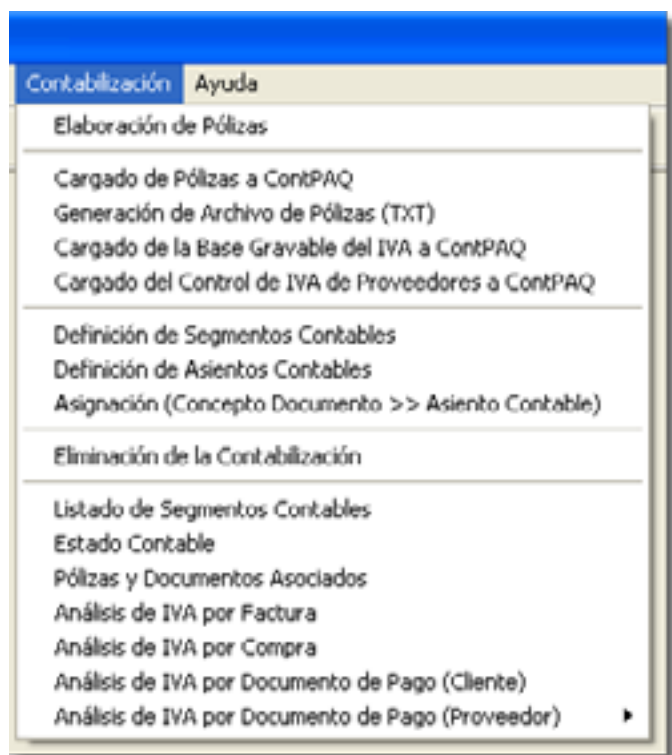 Contabilización Ayuda
Elaboración de Pólizas
Cargado de Pólizas a ContPAQ
Generación de Archivo de Pólizas (TXT)
Cargado de la Base Gravable del IVA a ContPAQ
Cargado del Control de IVA de Proveedores a ContPAQ
Definición de Segmentos Contables
Definición de Asientos Contables
Asignación (Concepto Documento >> Asiento Contable)
Eliminación de la Contabilización
Listado de Segmentos Contables
Estado Contable
Pólizas y Documentos Asociados
Análisis de IVA por Factura
Análisis de IVA por Compra
Análisis de IVA por Documento de Pago (Cliente)
Análisis de IVA por Documento de Pago (Proveedor)